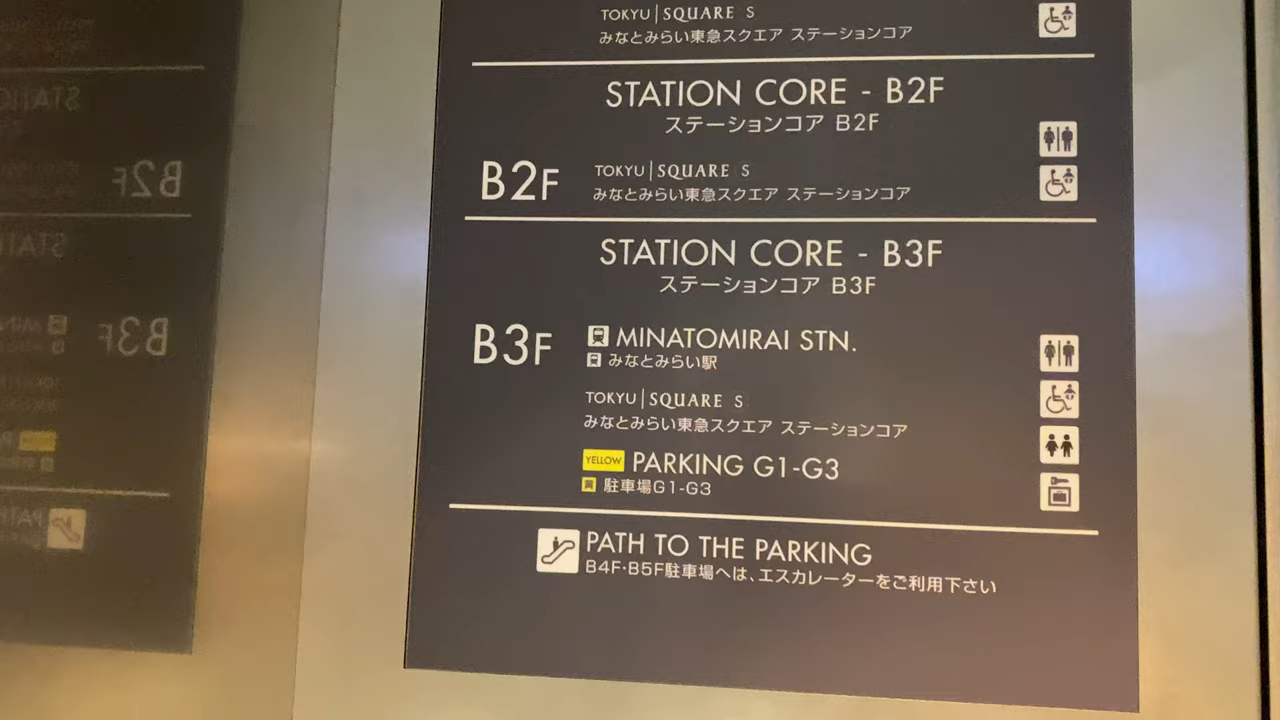 TOKYU | SQUARE S
みなとみらい東急スクエア ステーションコア
STATION CORE - B2F
ステーションコア B2F
B2F
TOKYU | SQUARE S
みなとみらい東急スクエア ステーションコア
STATION CORE - B3F
ステーションコア B3F
B3F
MINATOMIRAI STN.
みなとみらい駅
TOKYU | SQUARE S
みなとみらい東急スクエア ステーションコア
YELLOW PARKING G1-G3
黄 駐車場G1-G3
PATH TO THE PARKING
B4F・B5F駐車場へは、エスカレーターをご利用下さい